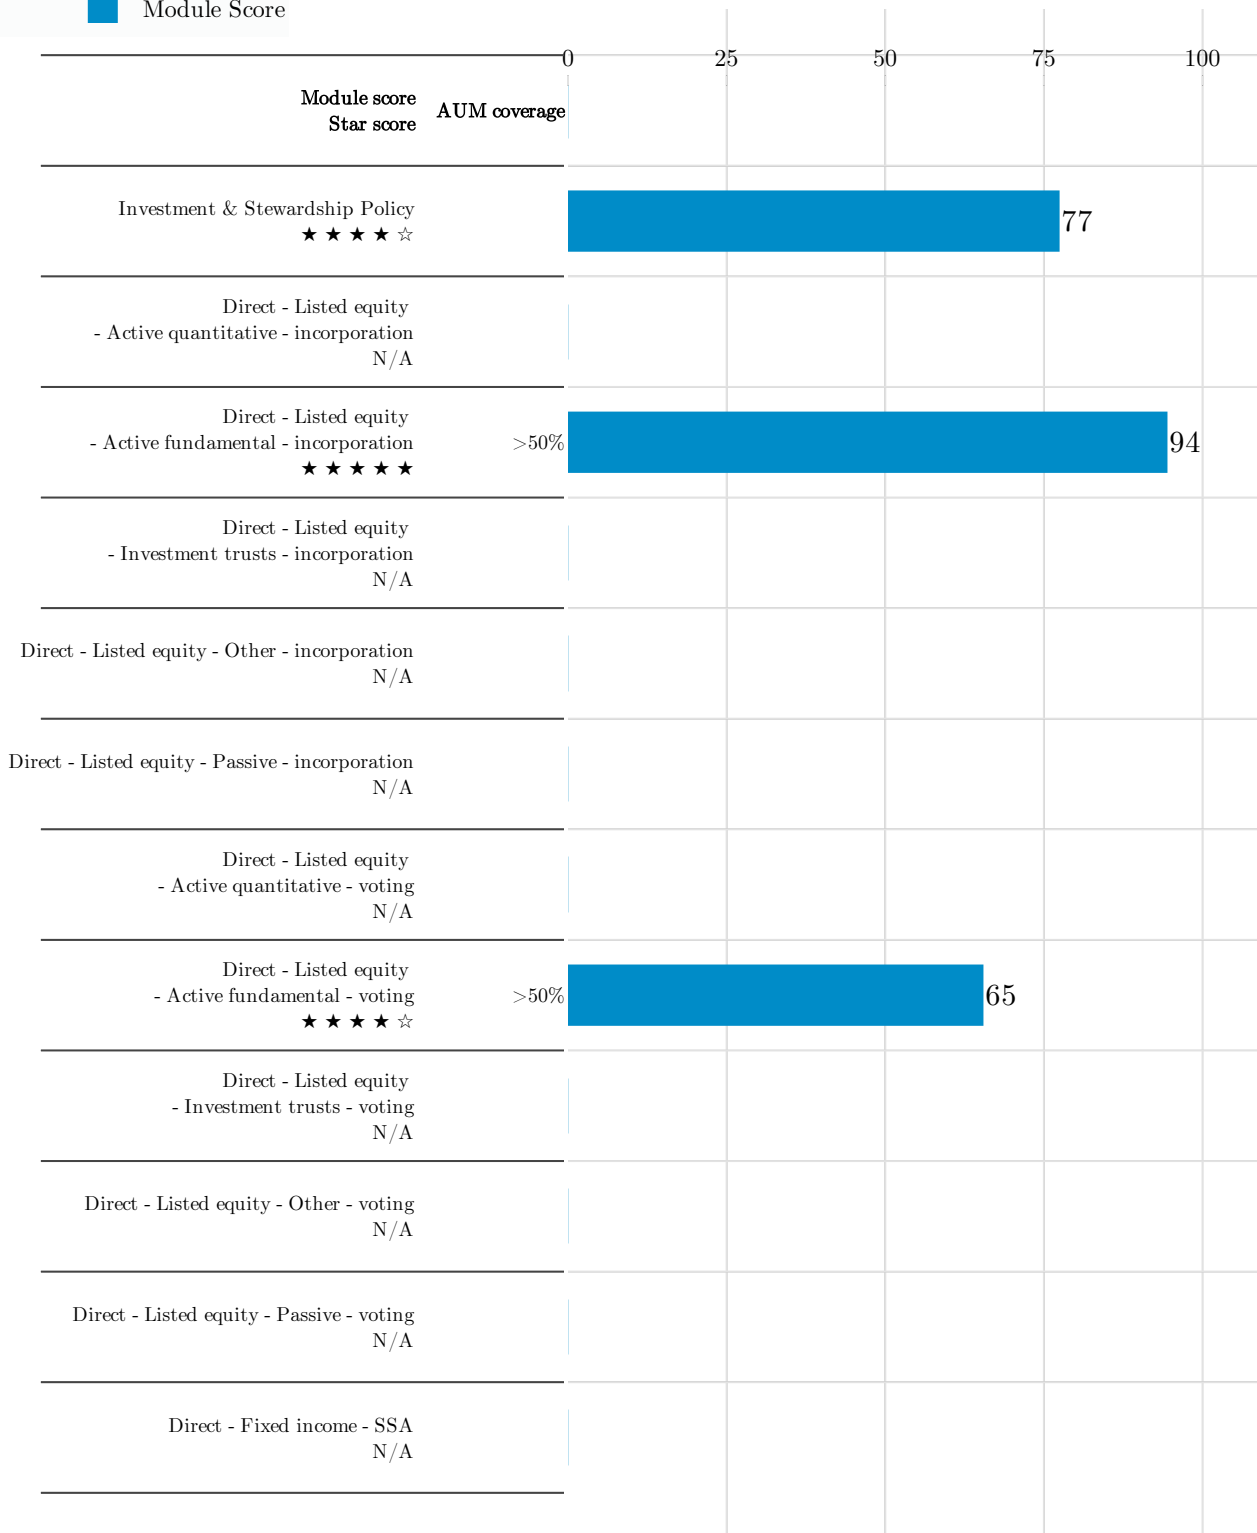 Module Score
0 25 50 75 100
Module score
Star score
AUM coverage
Investment & Stewardship Policy
★ ★ ★ ★ ☆
77
Direct - Listed equity
- Active quantitative - incorporation
N/A
Direct - Listed equity
- Active fundamental - incorporation
★ ★ ★ ★ ★
>50%
94
Direct - Listed equity
- Investment trusts - incorporation
N/A
Direct - Listed equity - Other - incorporation
N/A
Direct - Listed equity - Passive - incorporation
N/A
Direct - Listed equity
- Active quantitative - voting
N/A
Direct - Listed equity
- Active fundamental - voting
★ ★ ★ ★ ☆
>50%
65
Direct - Listed equity
- Investment trusts - voting
N/A
Direct - Listed equity - Other - voting
N/A
Direct - Listed equity - Passive - voting
N/A
Direct - Fixed income - SSA
N/A